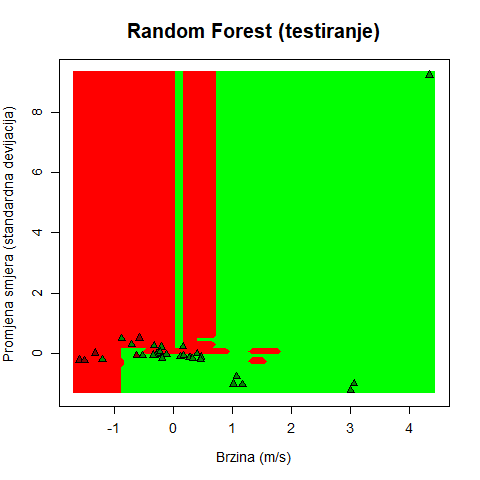 Random Forest (testiranje)
Promjena smjera (standardna devijacija)
8
6
4
2
0
-1 0 1 2 3 4
Brzina (m/s)